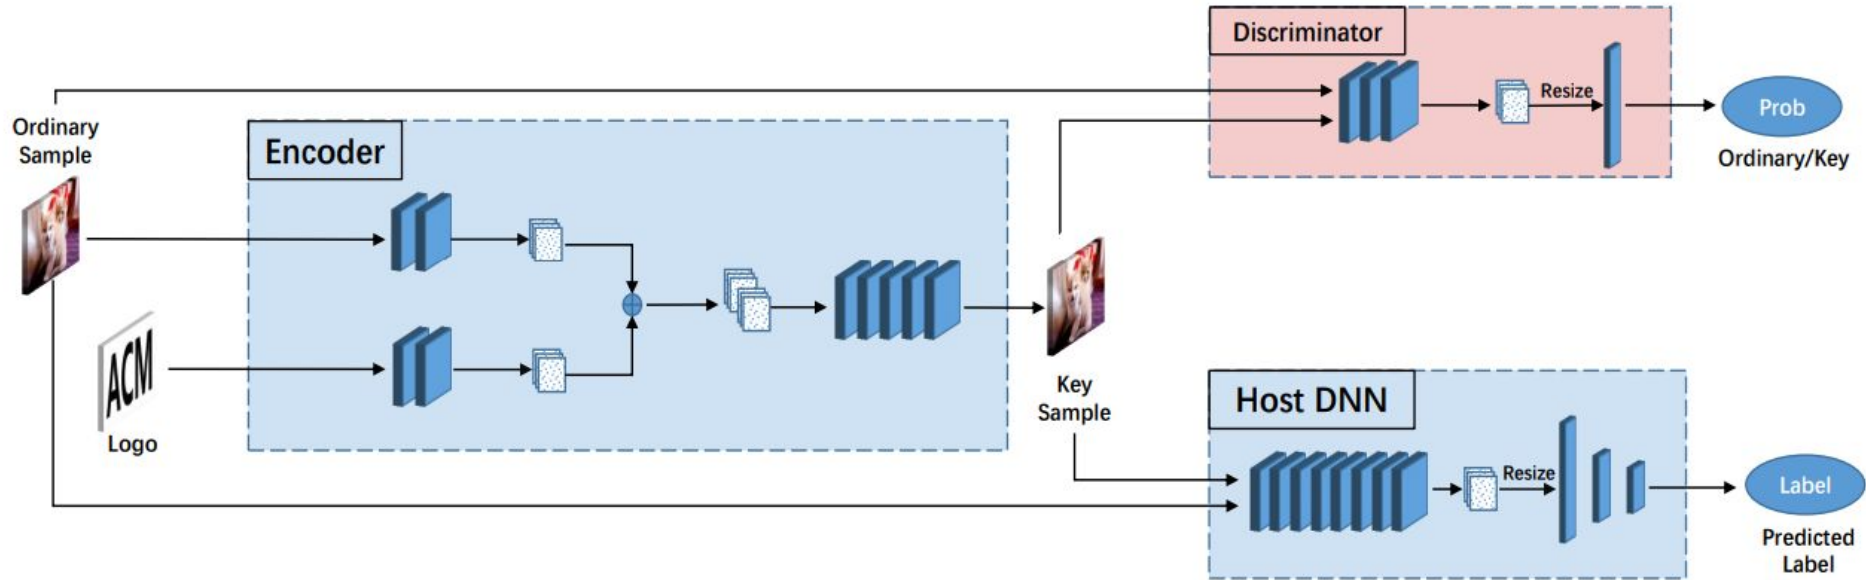 Discriminator
Resize
Prob
Ordinary/Key
Ordinary
Sample
Encoder
ACM
Logo
Key
Sample
Host DNN
Resize
Label
Predicted
Label